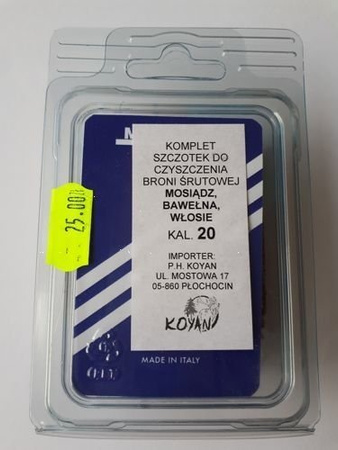 KOMPLET
SZCZOTEK DO
CZYSZCZENIA
BRONI ŚRUTOWEJ
MOSIĄDZ,
BAWEŁNA,
WŁOSIE
KAL. 20
25.00
IMPORTER:
P.H. KOYAN
UL. MOSTOWA 17
05-860 PŁOCHOCIN
KOYAN
MADE IN ITALY